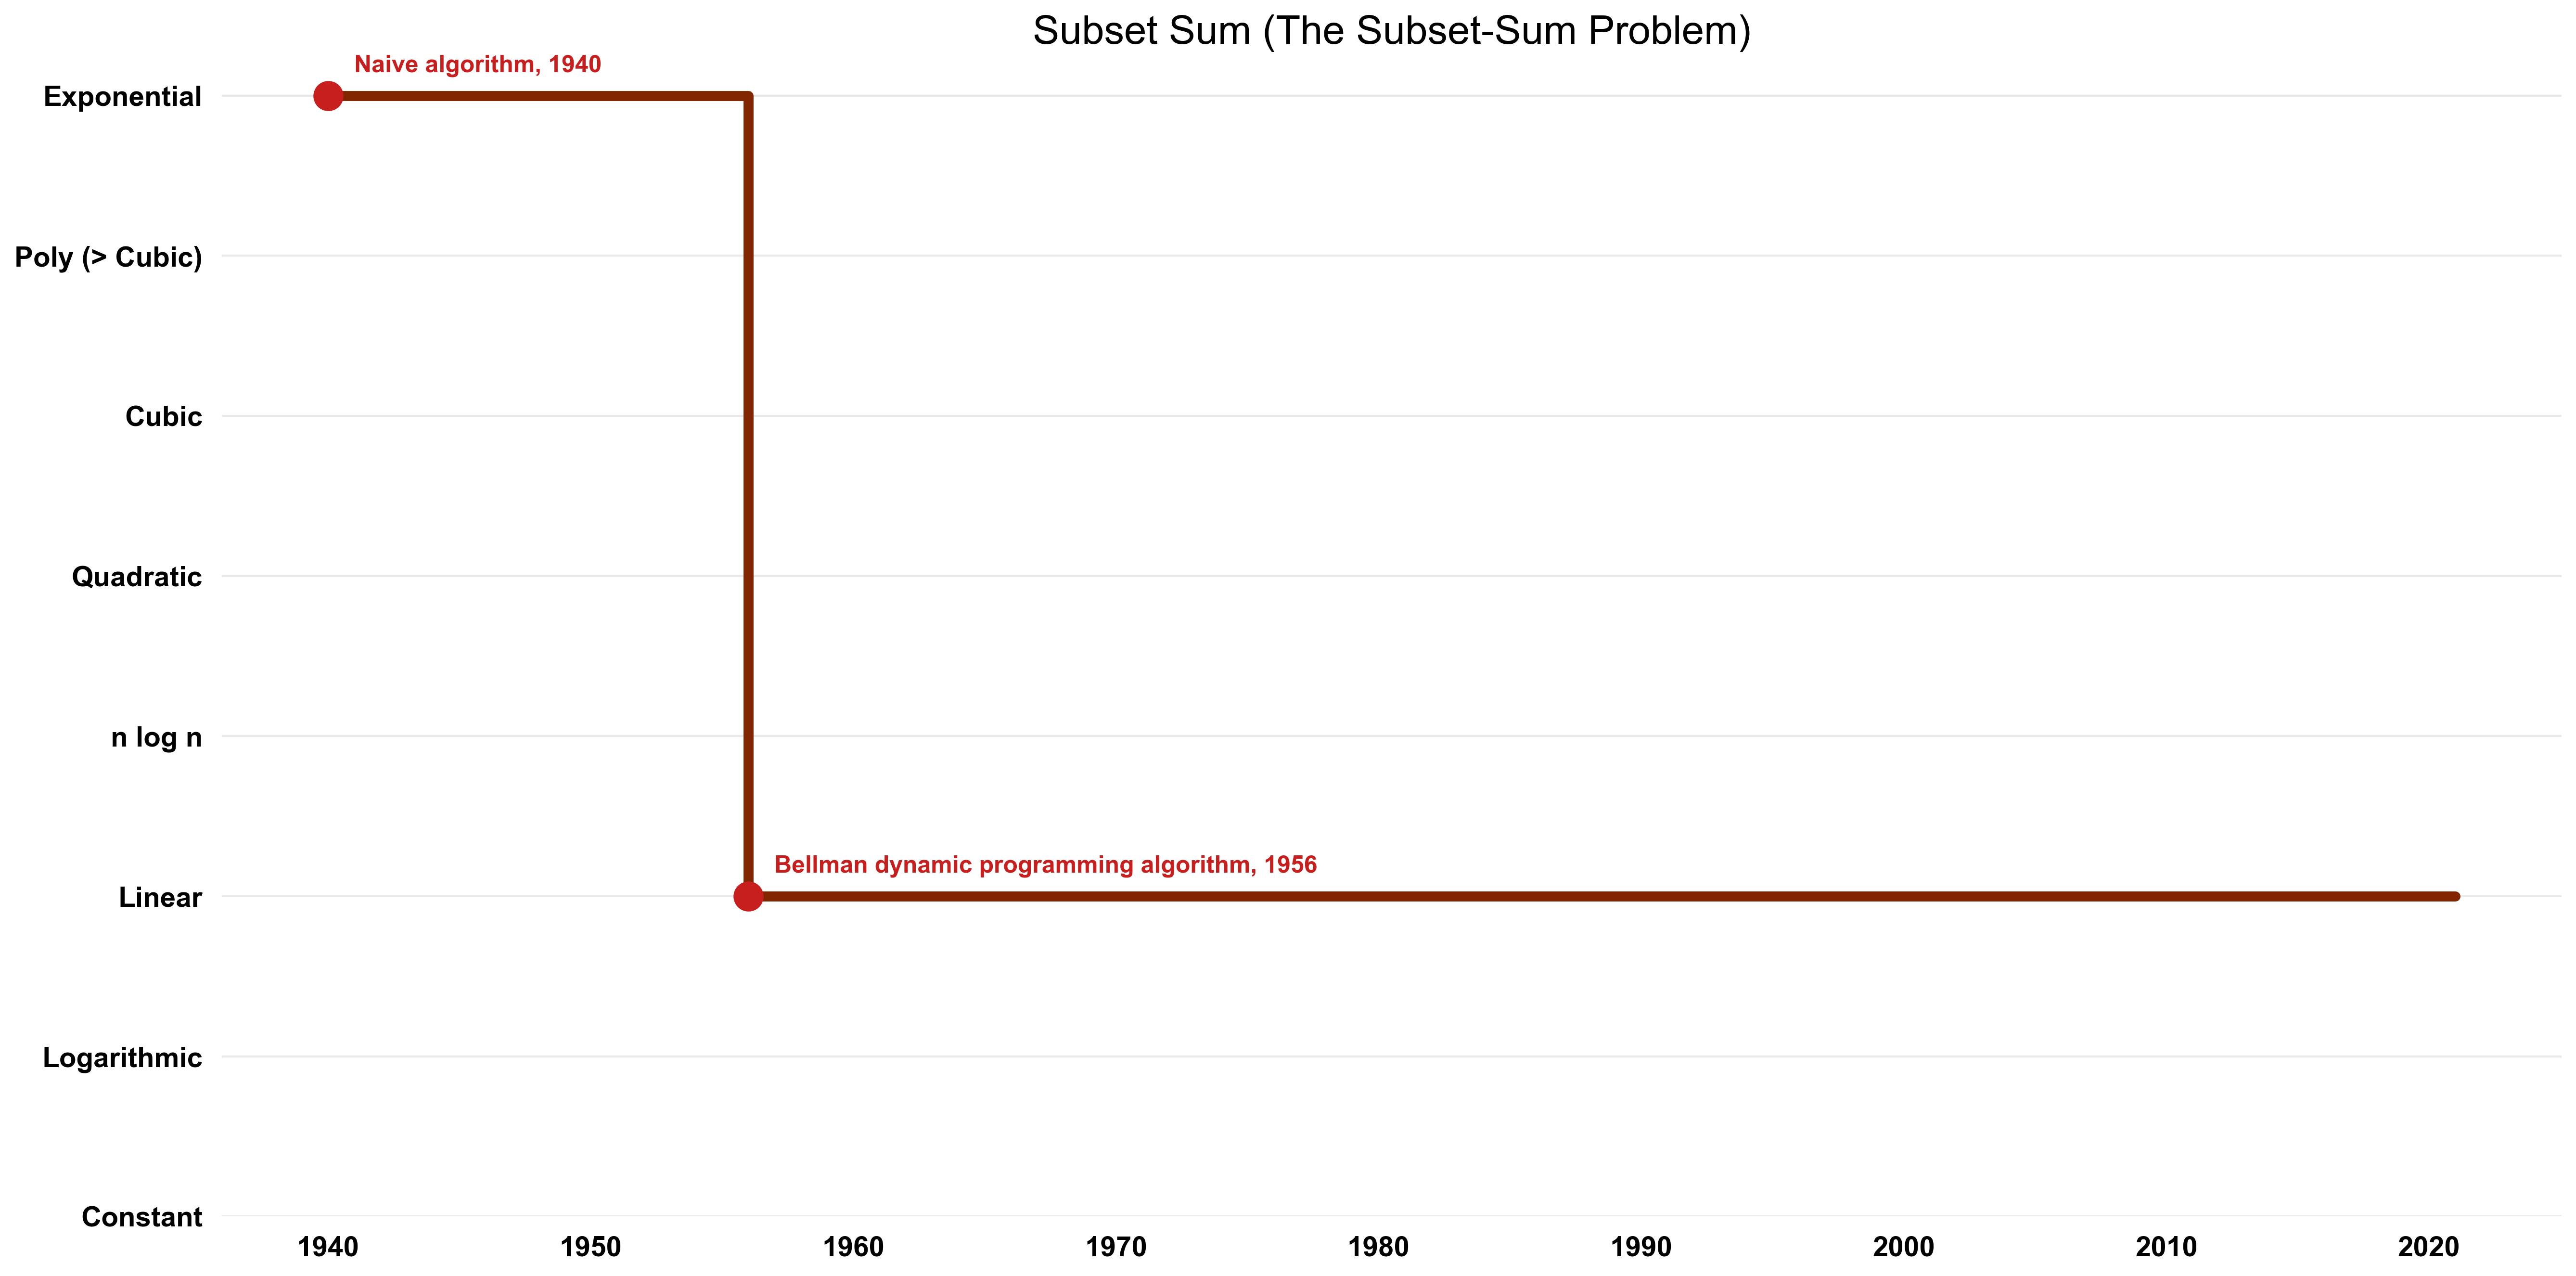 Subset Sum (The Subset-Sum Problem)
Naive algorithm, 1940
Exponential
Poly (> Cubic)
Cubic
Quadratic
n log n
Bellman dynamic programming algorithm, 1956
Linear
Logarithmic
Constant
1940 1950 1960 1970 1980 1990 2000 2010 2020